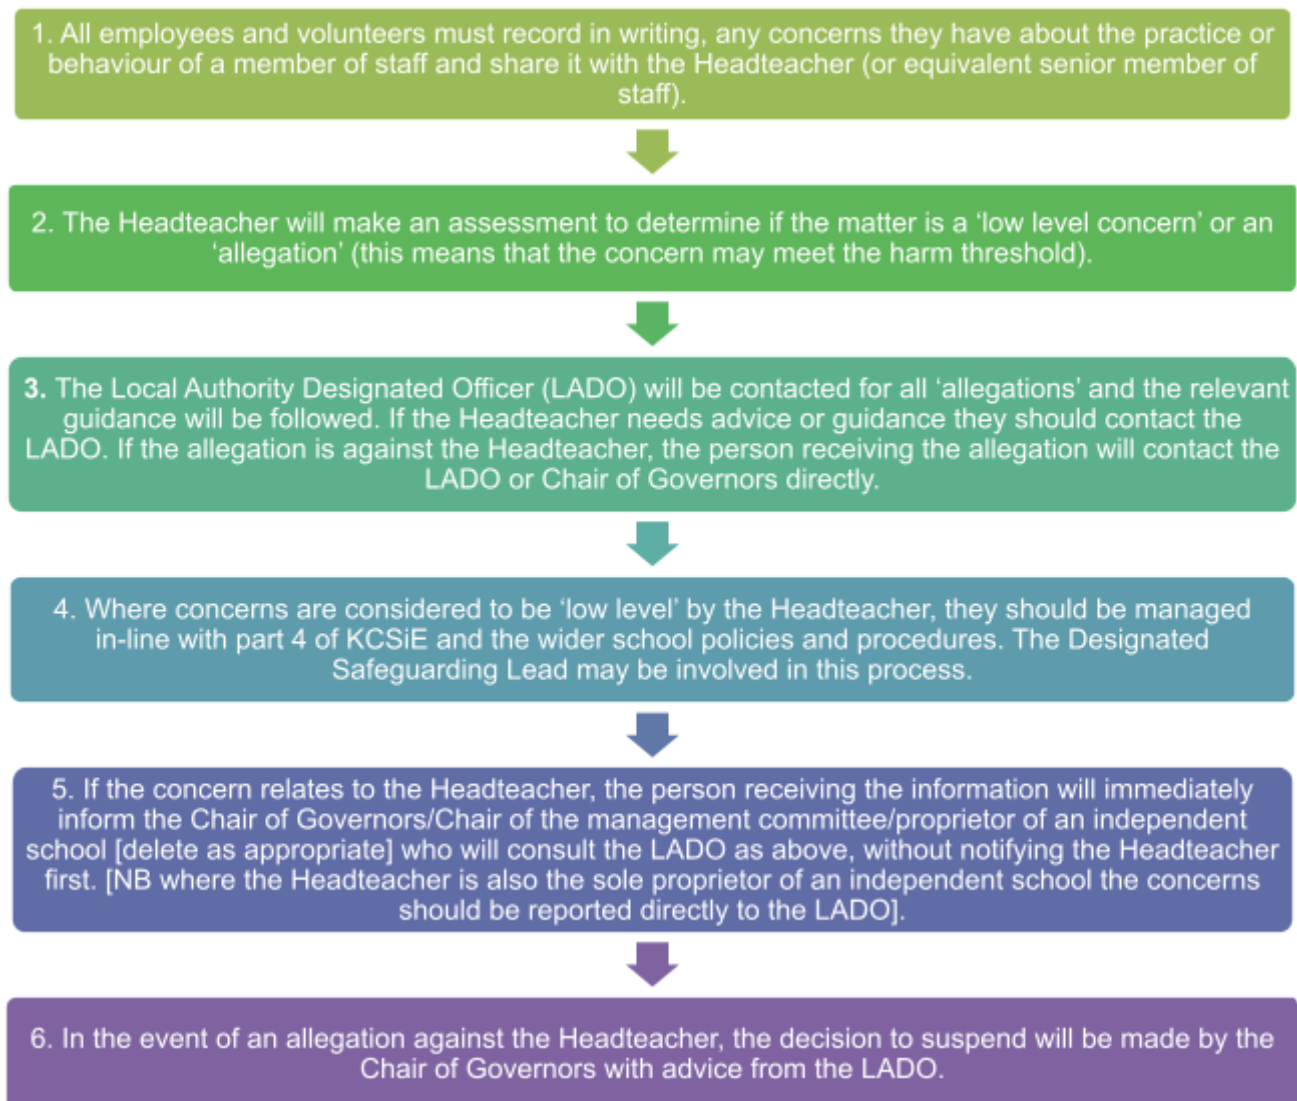 1. All employees and volunteers must record in writing, any concerns they have about the practice or
behaviour of a member of staff and share it with the Headteacher (or equivalent senior member of
staff).
2. The Headteacher will make an assessment to determine if the matter is a ‘low level concern’ or an
‘allegation’ (this means that the concern may meet the harm threshold).
3. The Local Authority Designated Officer (LADO) will be contacted for all ‘allegations’ and the relevant
guidance will be followed. If the Headteacher needs advice or guidance they should contact the
LADO. If the allegation is against the Headteacher, the person receiving the allegation will contact the
LADO or Chair of Governors directly.
4. Where concerns are considered to be ‘low level’ by the Headteacher, they should be managed
in-line with part 4 of KCSiE and the wider school policies and procedures. The Designated
Safeguarding Lead may be involved in this process.
5. If the concern relates to the Headteacher, the person receiving the information will immediately
inform the Chair of Governors/Chair of the management committee/proprietor of an independent
school [delete as appropriate] who will consult the LADO as above, without notifying the Headteacher
first. [NB where the Headteacher is also the sole proprietor of an independent school the concerns
should be reported directly to the LADO].
6. In the event of an allegation against the Headteacher, the decision to suspend will be made by the
Chair of Governors with advice from the LADO.